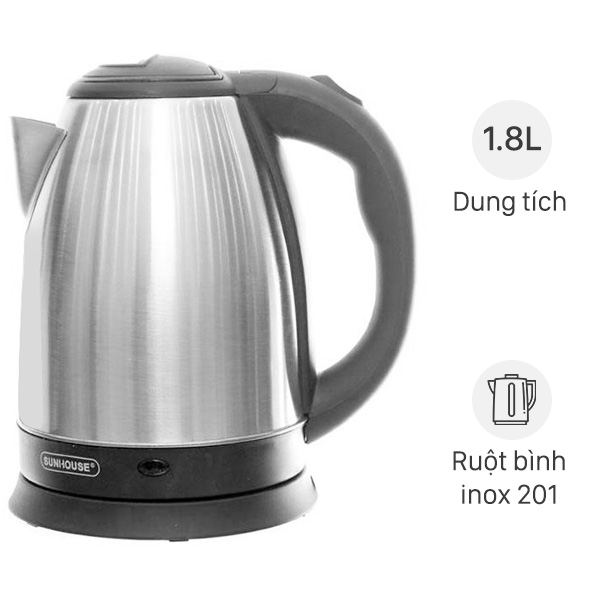 1.8L
Dung tích
SUNHOUSE®
Ruột bình
inox 201